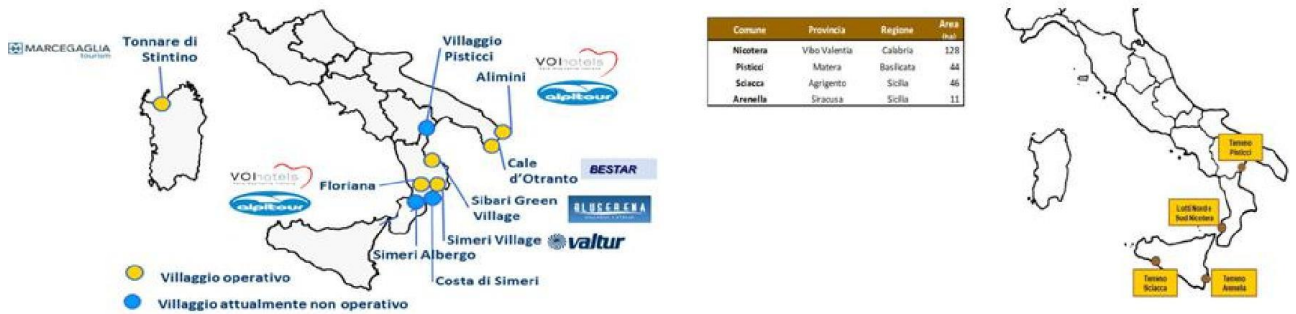 MARCEGAGLIA
tourism
Tonnare di
Stintino
Villaggio
Pisticci
VOIhotels
Alimini
alpitour
Cale
d'Otranto
BESTAR
VOIhotels
alpitour
Floriana
Sibari Green
Village
BLUSERENA
Simeri Village
valtur
Simeri Albergo
Costa di Simeri
Villaggio operativo
Villaggio attualmente non operativo
Comune Provincia Regione Area (ha)
Nicotera Vibo Valentia Calabria 128
Pisticci Matera Basilicata 44
Sciacca Agrigento Sicilia 46
Arenella Siracusa Sicilia 11
Terreno
Pisticci
Lotti Nord e
Sud Nicotera
Terreno
Sciacca
Terreno
Arenella